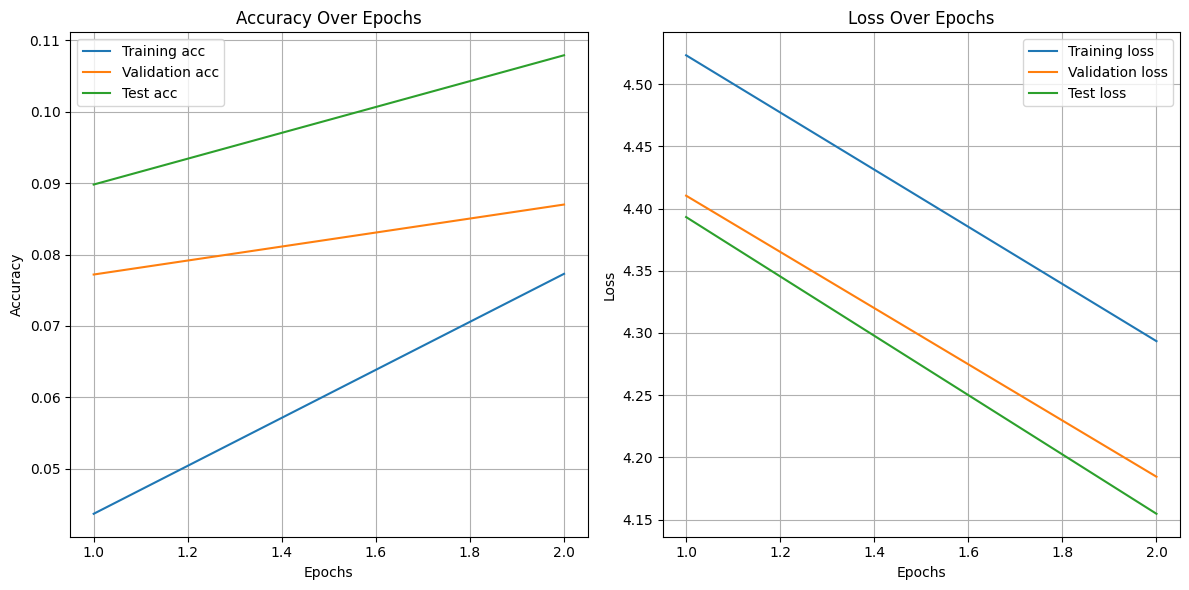 Accuracy Over Epochs
0.11
0.10
0.09
0.08
0.07
0.06
0.05
Accuracy
Training acc
Validation acc
Test acc
1.0 1.2 1.4 1.6 1.8 2.0
Epochs
Loss Over Epochs
4.50
4.45
4.40
4.35
4.30
4.25
4.20
4.15
Loss
Training loss
Validation loss
Test loss
1.0 1.2 1.4 1.6 1.8 2.0
Epochs